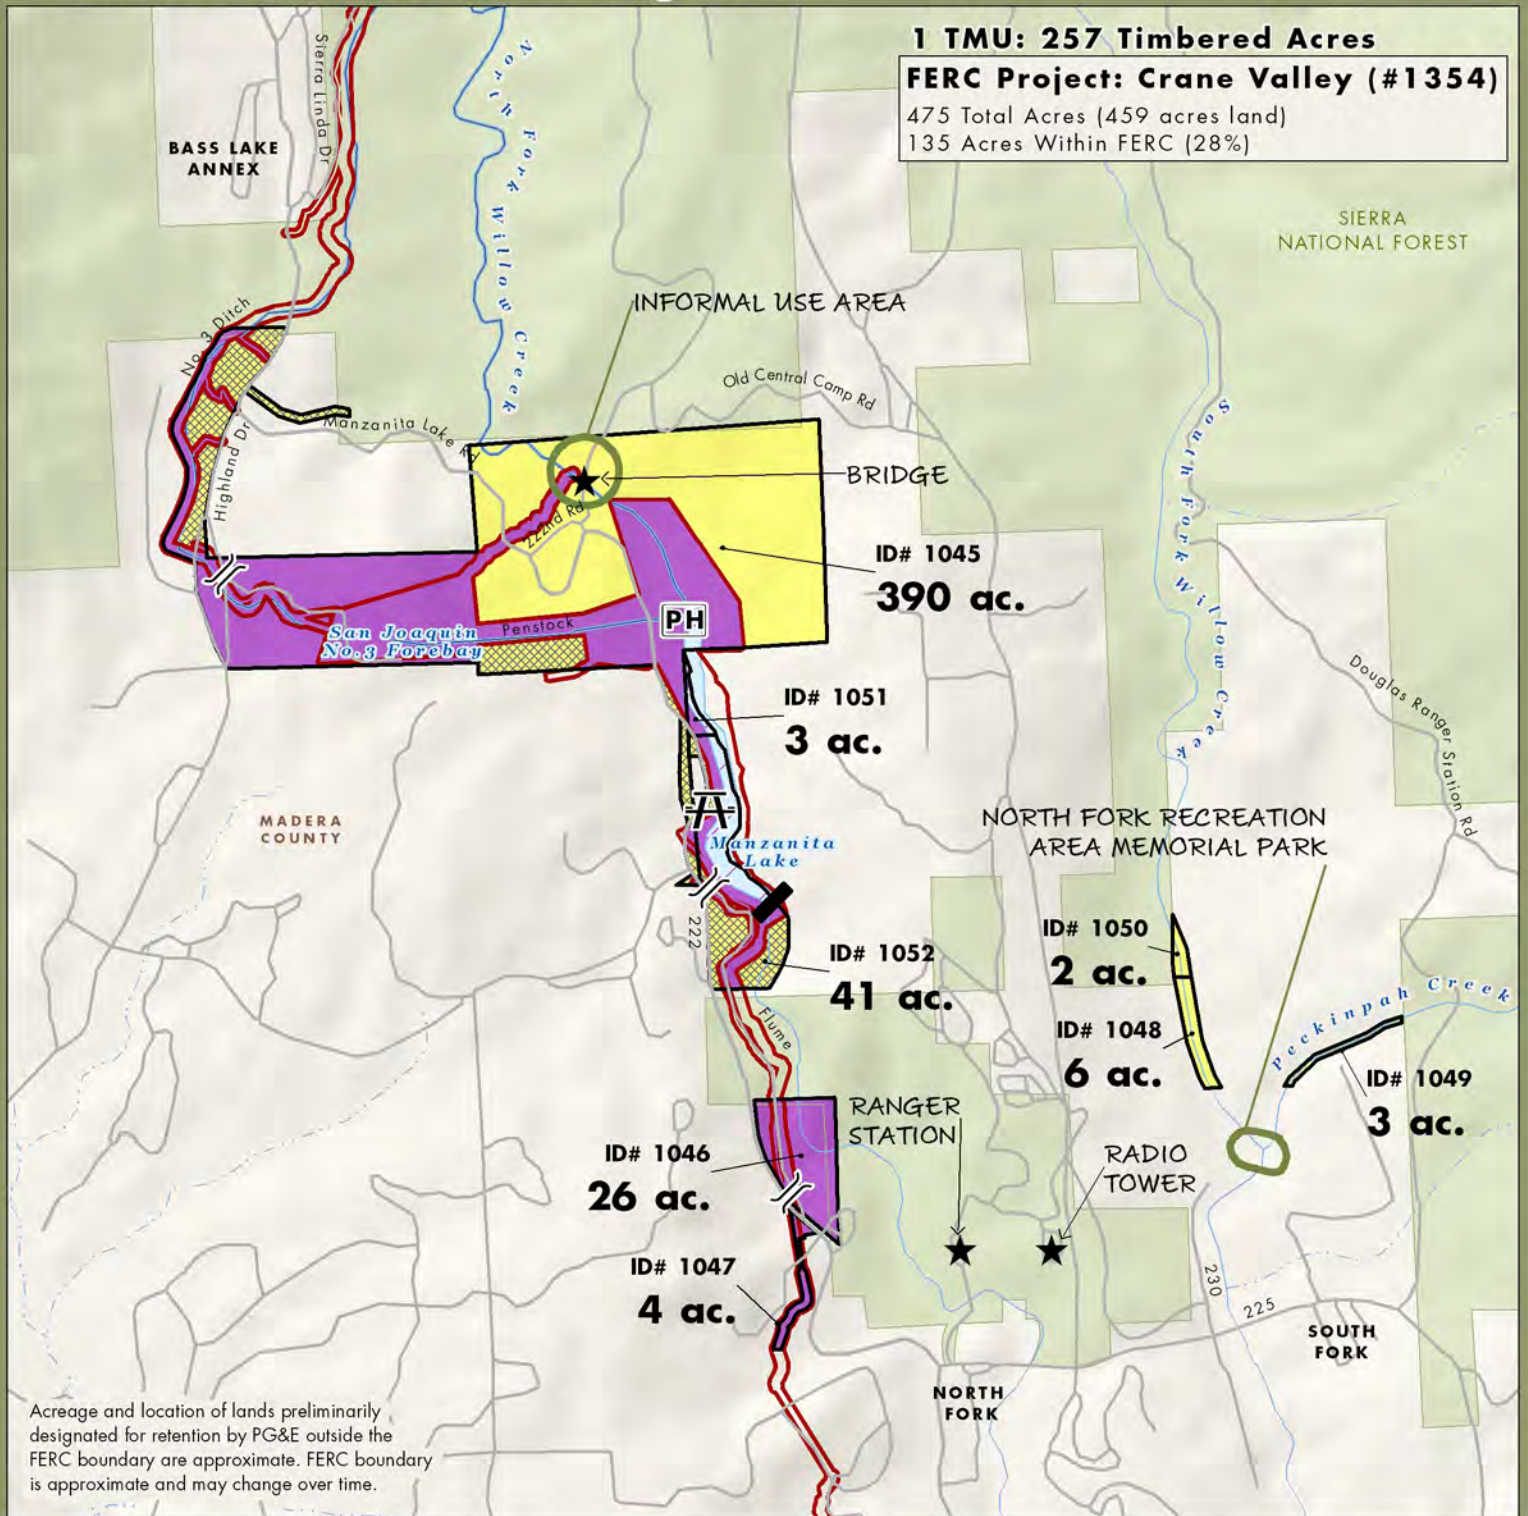 1 TMU: 257 Timbered Acres
FERC Project: Crane Valley (#1354)
475 Total Acres (459 acres land)
135 Acres Within FERC (28%)
Sierra Linda Dr
North Fork Willow Creek
BASS LAKE
ANNEX
SIERRA
NATIONAL FOREST
INFORMAL USE AREA
No. 3 Ditch
Old Central Camp Rd
Manzanita Lake Rd
Highland Dr
South Fork Willow Creek
BRIDGE
222nd Rd
ID# 1045
390 ac.
PH
Penstock
San Joaquin
No.3 Forebay
Douglas Ranger Station Rd
ID# 1051
3 ac.
MADERA
COUNTY
NORTH FORK RECREATION
AREA MEMORIAL PARK
Manzanita
Lake
222
ID# 1050
2 ac.
ID# 1052
41 ac.
Peckinpah Creek
Flume
ID# 1048
6 ac.
ID# 1049
3 ac.
RANGER
STATION
ID# 1046
26 ac.
RADIO
TOWER
ID# 1047
4 ac.
230
225
SOUTH
FORK
NORTH
FORK
Acreage and location of lands preliminarily
designated for retention by PG&E outside the
FERC boundary are approximate. FERC boundary
is approximate and may change over time.